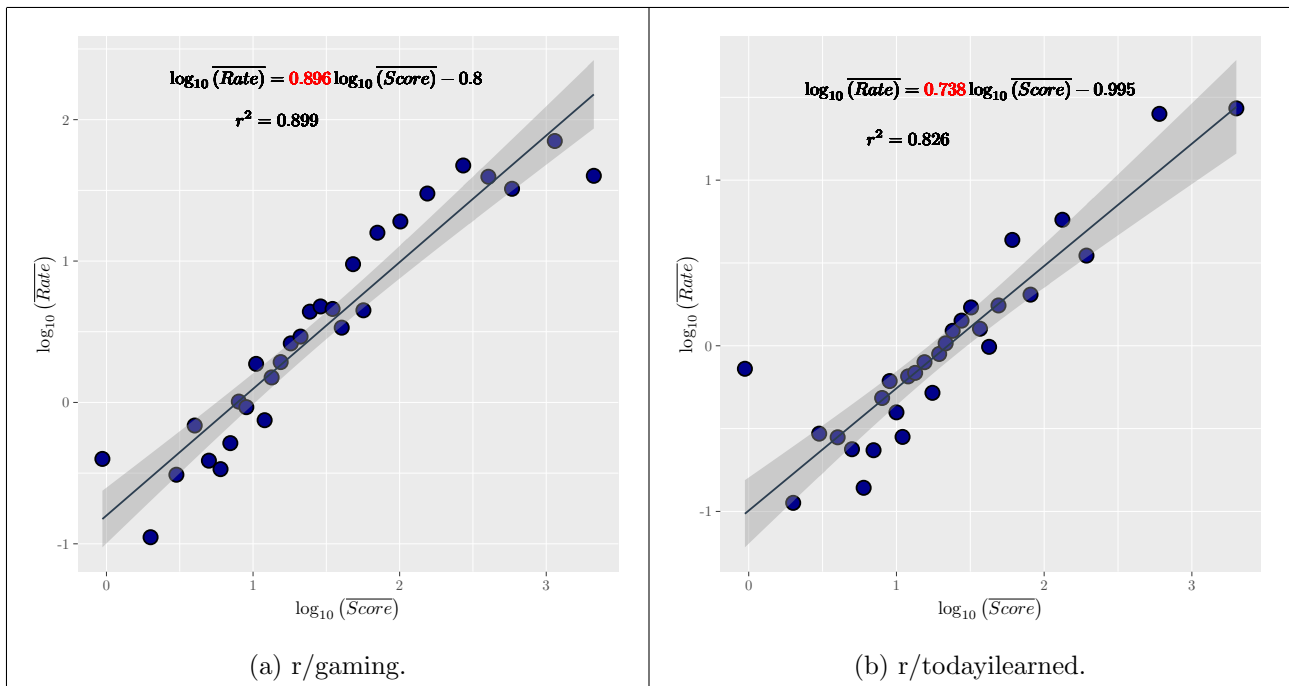 log₁₀ (Rate) = 0.896 log₁₀ (Score) − 0.8
r² = 0.899
2
1
0
-1
log₁₀ (Rate)
0 1 2 3
log₁₀ (Score)
(a) r/gaming.
log₁₀ (Rate) = 0.738 log₁₀ (Score) − 0.995
r² = 0.826
1
0
-1
log₁₀ (Rate)
0 1 2 3
log₁₀ (Score)
(b) r/todayilearned.